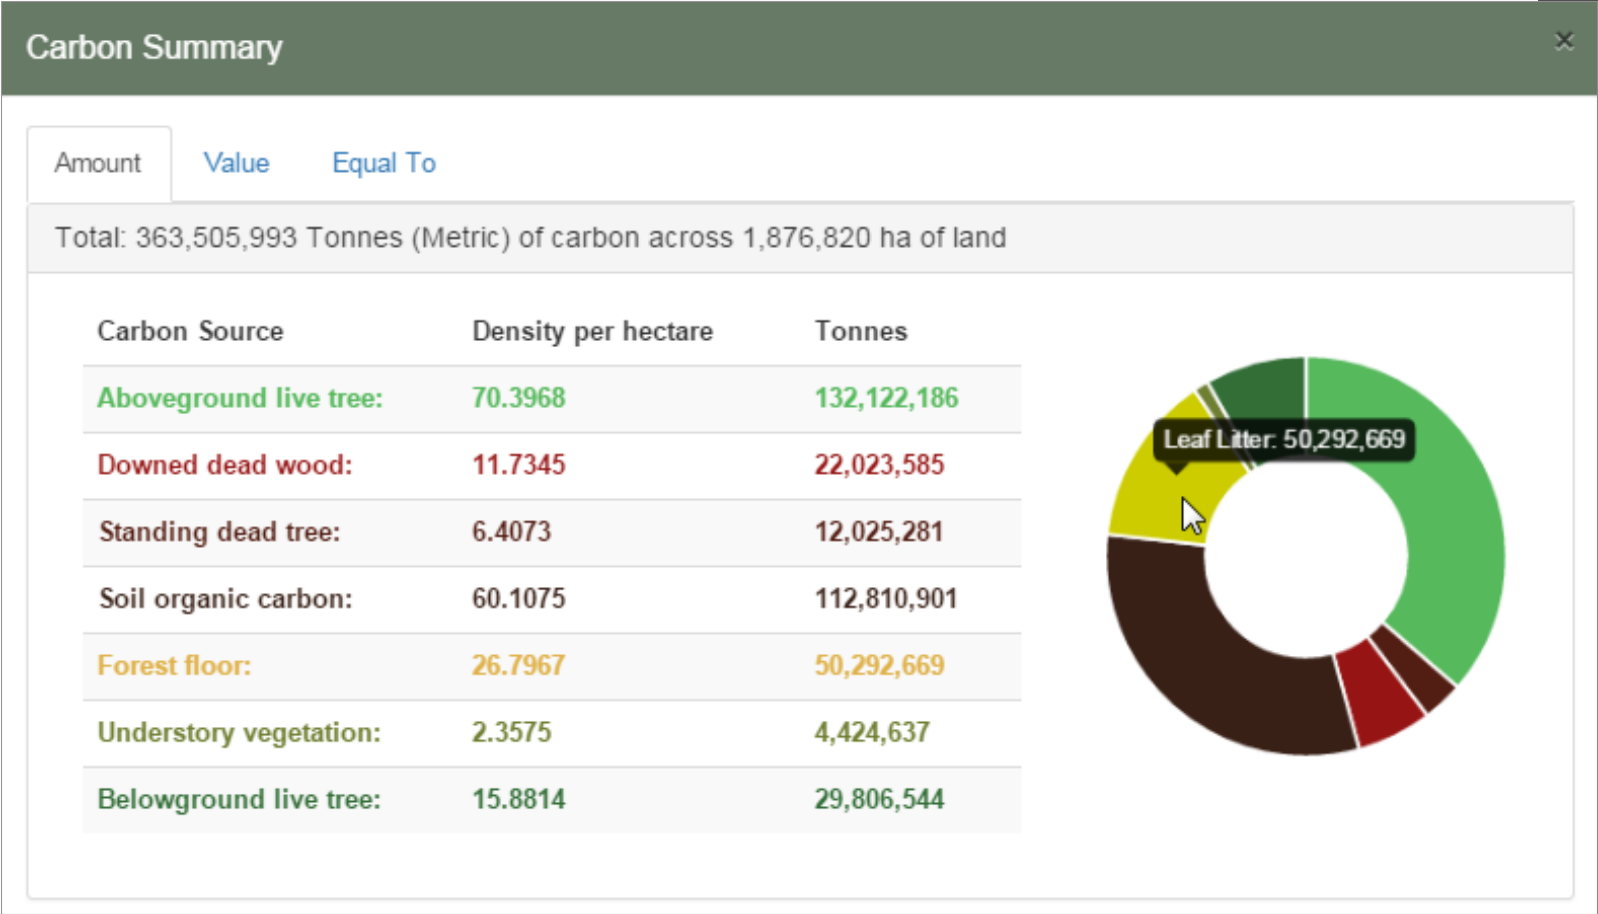 Carbon Summary ×
Amount Value Equal To
Total: 363,505,993 Tonnes (Metric) of carbon across 1,876,820 ha of land
Carbon Source Density per hectare Tonnes
Aboveground live tree: 70.3968 132,122,186
Downed dead wood: 11.7345 22,023,585
Standing dead tree: 6.4073 12,025,281
Soil organic carbon: 60.1075 112,810,901
Forest floor: 26.7967 50,292,669
Understory vegetation: 2.3575 4,424,637
Belowground live tree: 15.8814 29,806,544
Leaf Litter: 50,292,669